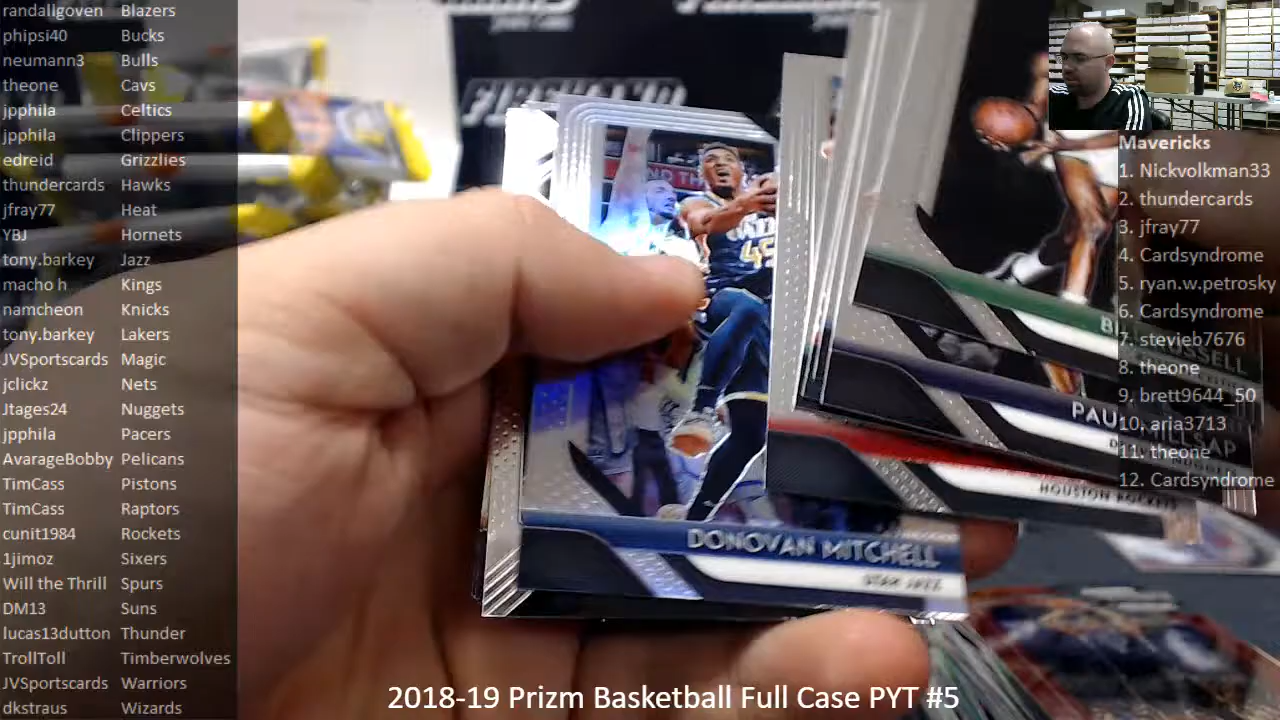 randallgoven Blazers
phipsi40 Bucks
neumann3 Bulls
theone Cavs
jpphila Celtics
jpphila Clippers
edreid Grizzlies
thundercards Hawks
jfray77 Heat
YBJ Hornets
tony.barkey Jazz
macho h Kings
namcheon Knicks
tony.barkey Lakers
JVSportscards Magic
jclickz Nets
Jtages24 Nuggets
jpphila Pacers
AvarageBobby Pelicans
TimCass Pistons
TimCass Raptors
cunit1984 Rockets
1jimoz Sixers
Will the Thrill Spurs
DM13 Suns
lucas13dutton Thunder
TrollToll Timberwolves
JVSportscards Warriors
dkstraus Wizards
Mavericks
1. Nickvolkman33
2. thundercards
3. jfray77
4. Cardsyndrome
5. ryan.w.petrosky
6. Cardsyndrome
7. stevieb7676
8. theone
9. brett9644_50
10. aria3713
11. theone
12. Cardsyndrome
45
DONOVAN MITCHELL
UTAH JAZZ
HOUSTON ROCKETS
2018-19 Prizm Basketball Full Case PYT #5